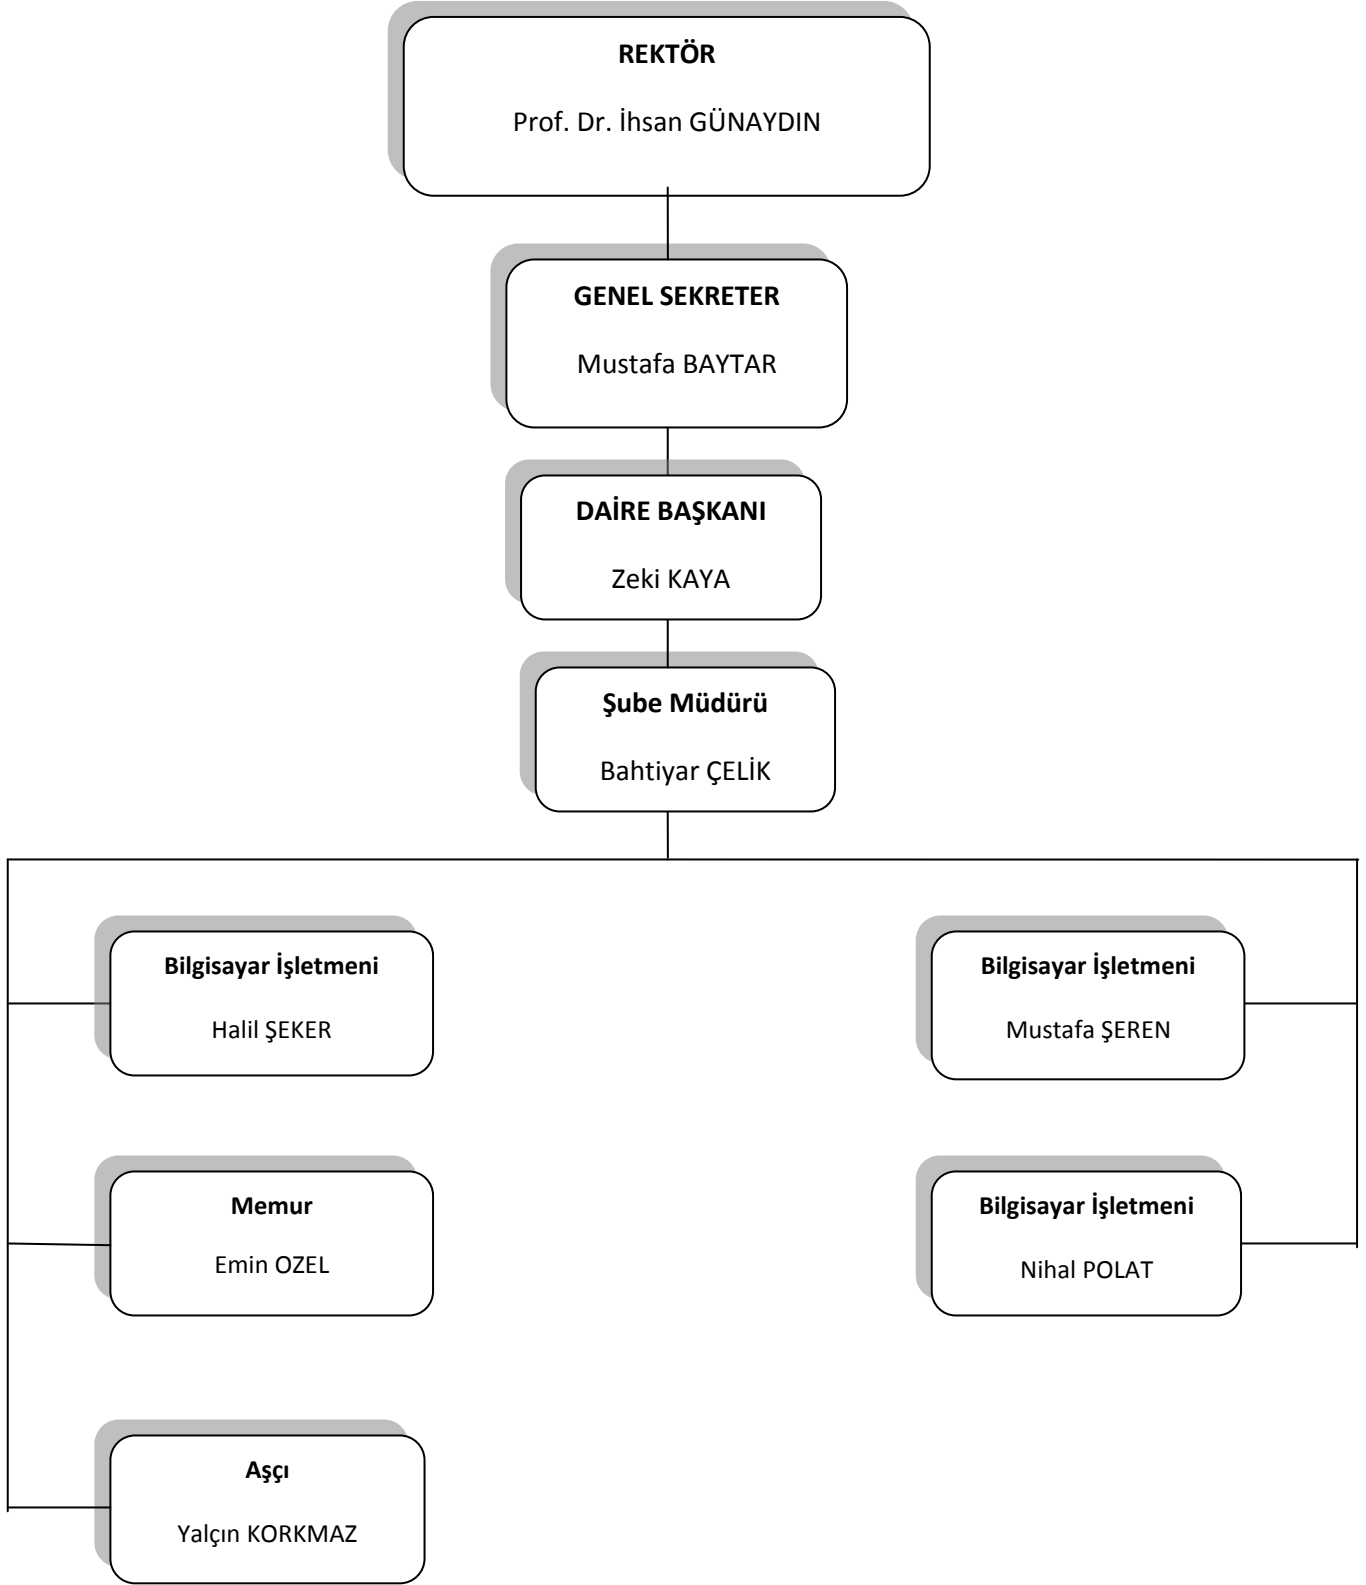 REKTÖR
Prof. Dr. İhsan GÜNAYDIN
GENEL SEKRETER
Mustafa BAYTAR
DAİRE BAŞKANI
Zeki KAYA
Şube Müdürü
Bahtiyar ÇELİK
Bilgisayar İşletmeni
Halil ŞEKER
Bilgisayar İşletmeni
Mustafa ŞEREN
Memur
Emin OZEL
Bilgisayar İşletmeni
Nihal POLAT
Aşçı
Yalçın KORKMAZ